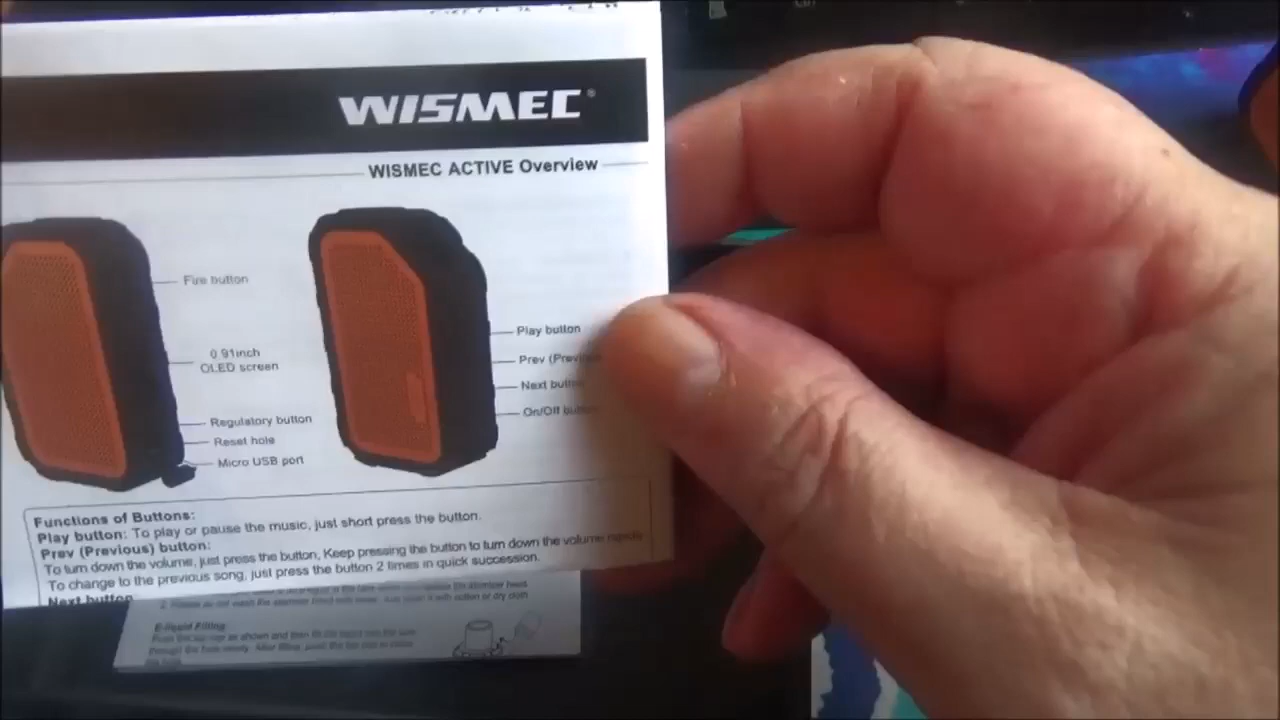 WISMEC®
WISMEC ACTIVE Overview
Fire button
0.91inch
OLED screen
Regulatory button
Reset hole
Micro USB port
Play button
Prev (Previous
Next button
On/Off button
Functions of Buttons:
Play button: To play or pause the music, just short press the button.
Prev (Previous) button:
To turn down the volume, just press the button, Keep pressing the button to turn down the volume
To change to the previous song, just press the button 2 times in quick succession.
Next button
E-liquid Filling: